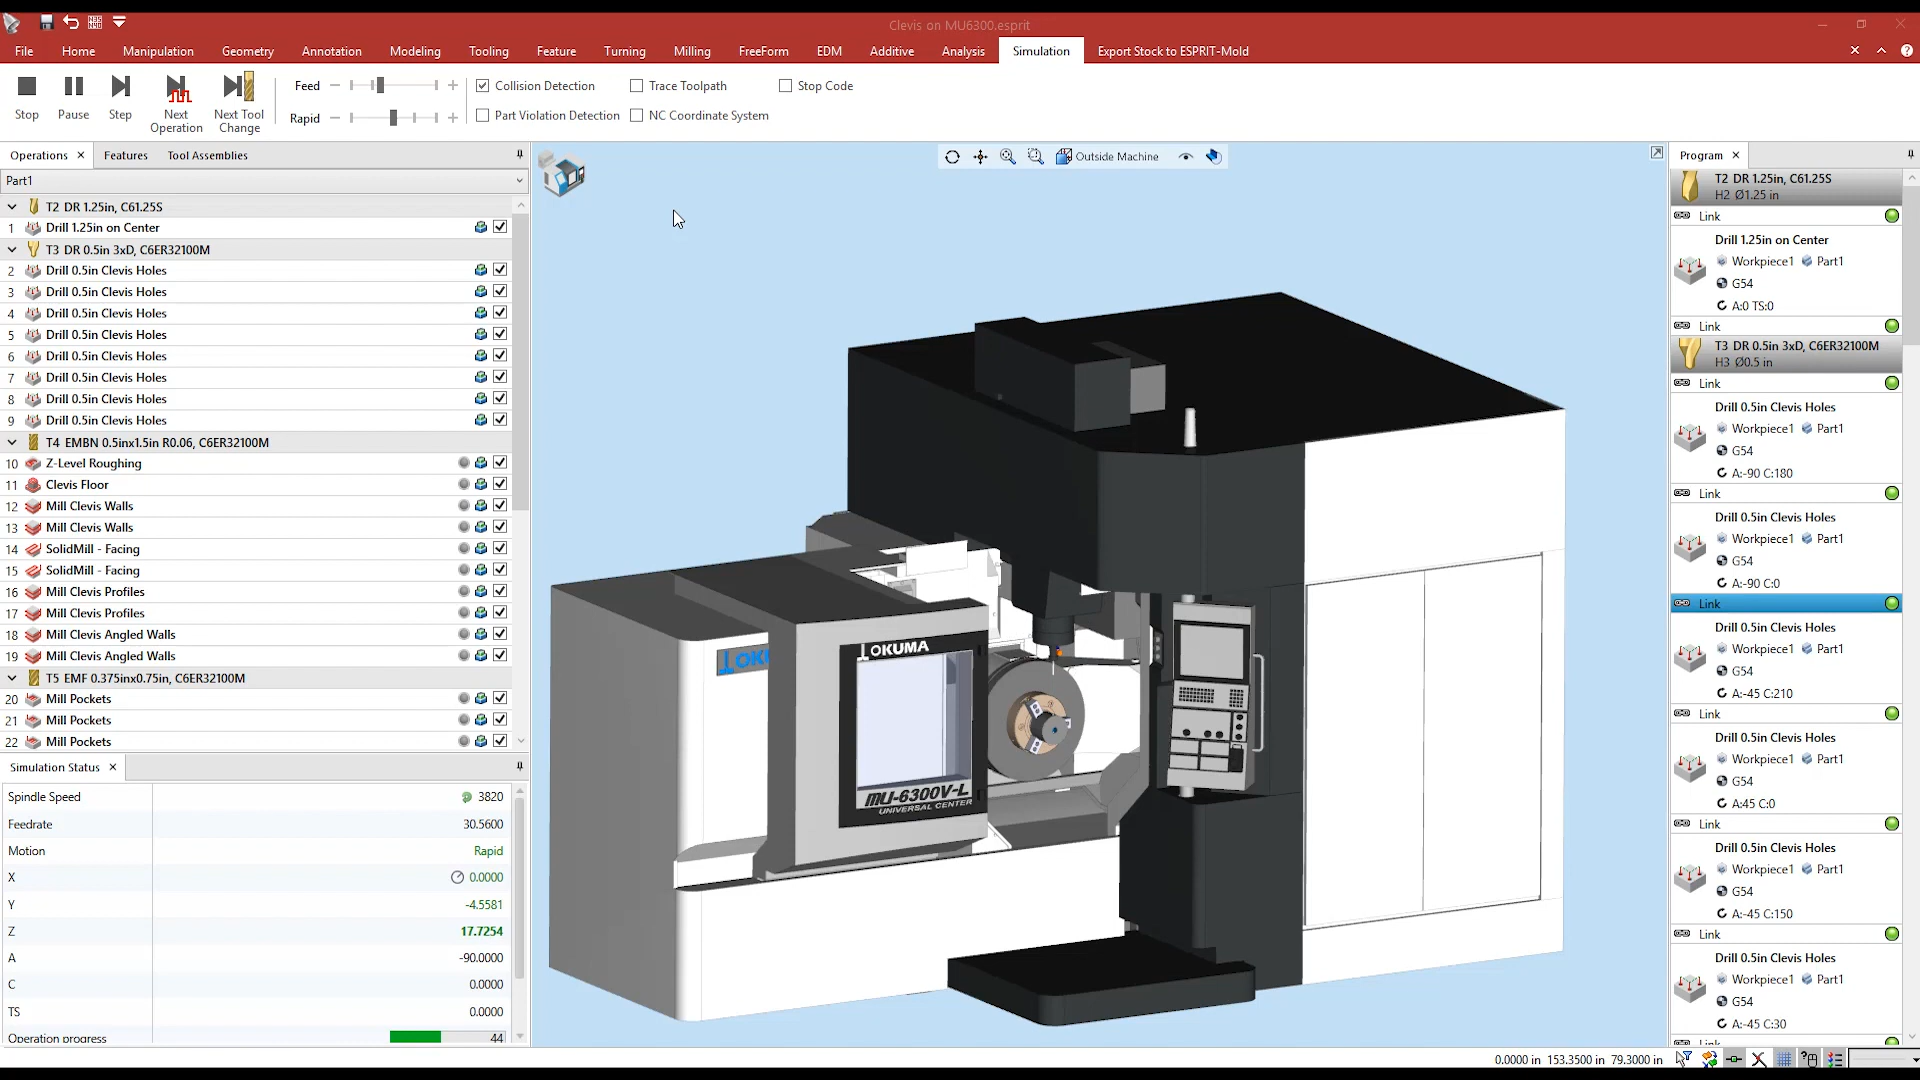 Clevis on MU6300.esprit
File Home Manipulation Geometry Annotation Modeling Tooling Feature Turning Milling FreeForm EDM Additive Analysis Simulation Export Stock to ESPRIT-Mold
Stop
Pause
Step
Next Operation
Next Tool Change
Feed
Rapid
Collision Detection
Trace Toolpath
Stop Code
Part Violation Detection
NC Coordinate System
Operations Features Tool Assemblies
Part1
T2 DR 1.25in, C61.25S
1 Drill 1.25in on Center
T3 DR 0.5in 3xD, C6ER32100M
2 Drill 0.5in Clevis Holes
3 Drill 0.5in Clevis Holes
4 Drill 0.5in Clevis Holes
5 Drill 0.5in Clevis Holes
6 Drill 0.5in Clevis Holes
7 Drill 0.5in Clevis Holes
8 Drill 0.5in Clevis Holes
9 Drill 0.5in Clevis Holes
T4 EMBN 0.5inx1.5in R0.06, C6ER32100M
10 Z-Level Roughing
11 Clevis Floor
12 Mill Clevis Walls
13 Mill Clevis Walls
14 SolidMill - Facing
15 SolidMill - Facing
16 Mill Clevis Profiles
17 Mill Clevis Profiles
18 Mill Clevis Angled Walls
19 Mill Clevis Angled Walls
T5 EMF 0.375inx0.75in, C6ER32100M
20 Mill Pockets
21 Mill Pockets
22 Mill Pockets
Simulation Status
Spindle Speed 3820
Feedrate 30.5600
Motion Rapid
X 0.0000
Y -4.5581
Z 17.7254
A -90.0000
C 0.0000
TS 0.0000
Operation progress 44
Outside Machine
OKUMA
OKU
MU-6300V-L
UNIVERSAL CENTER
Program
T2 DR 1.25in, C61.25S
H2 Ø1.25 in
Link
Drill 1.25in on Center
Workpiece1 Part1
G54
A:0 TS:0
Link
T3 DR 0.5in 3xD, C6ER32100M
H3 Ø0.5 in
Link
Drill 0.5in Clevis Holes
Workpiece1 Part1
G54
A:-90 C:180
Link
Drill 0.5in Clevis Holes
Workpiece1 Part1
G54
A:-90 C:0
Link
Drill 0.5in Clevis Holes
Workpiece1 Part1
G54
A:-45 C:210
Link
Drill 0.5in Clevis Holes
Workpiece1 Part1
G54
A:45 C:0
Link
Drill 0.5in Clevis Holes
Workpiece1 Part1
G54
A:-45 C:150
Link
Drill 0.5in Clevis Holes
Workpiece1 Part1
G54
A:-45 C:30
Link
0.0000 in 153.3500 in 79.3000 in